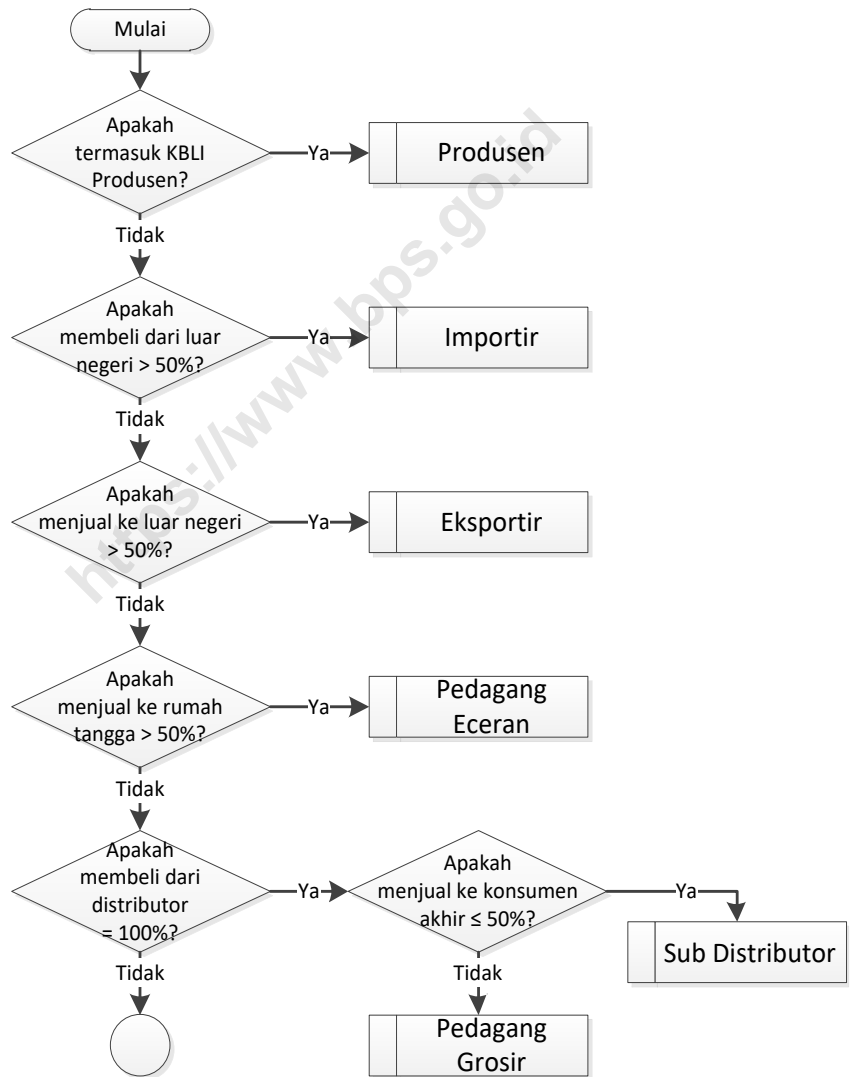 Mulai
Apakah
termasuk KBLI
Produsen?
Ya
Produsen
Tidak
Apakah
membeli dari luar
negeri > 50%?
Ya
Importir
Tidak
Apakah
menjual ke luar negeri
> 50%?
Ya
Eksportir
Tidak
Apakah
menjual ke rumah
tangga > 50%?
Ya
Pedagang
Eceran
Tidak
Apakah
membeli dari
distributor
= 100%?
Ya
Apakah
menjual ke konsumen
akhir ≤ 50%?
Ya
Sub Distributor
Tidak
Tidak
Pedagang
Grosir
https://www.bps.go.id